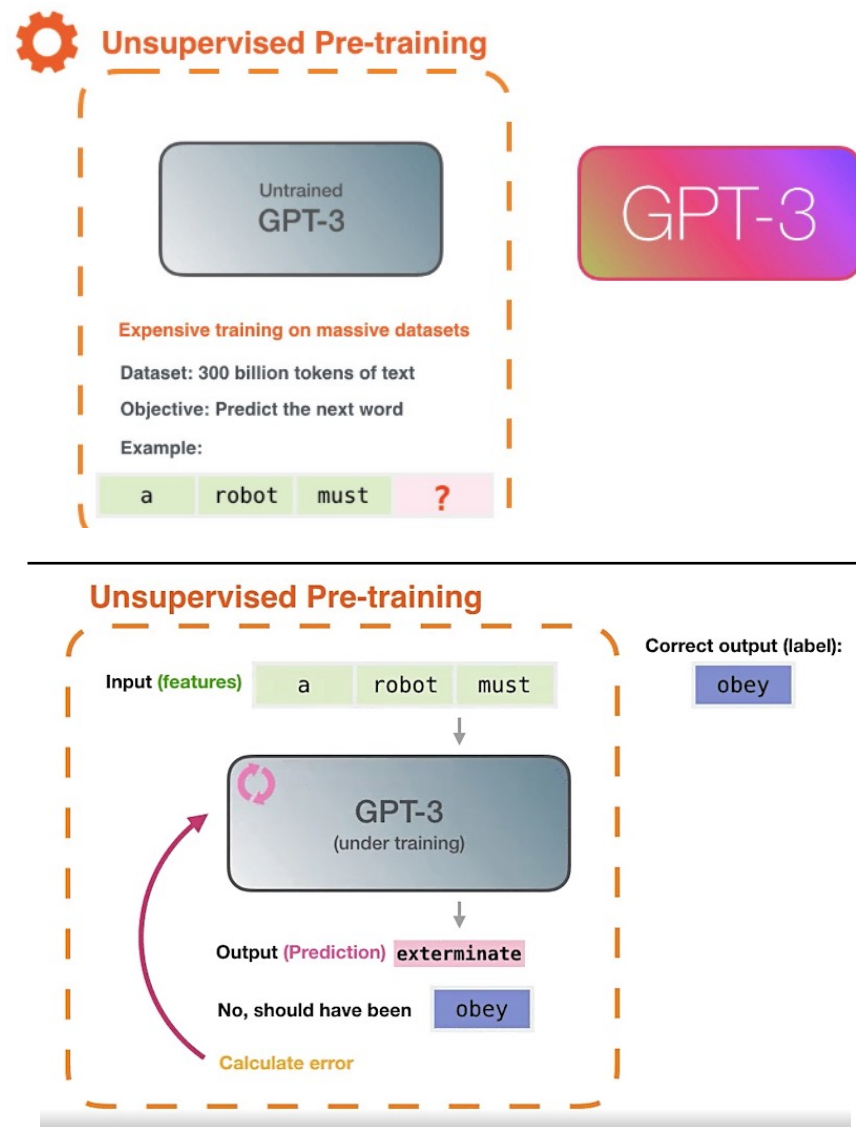 Unsupervised Pre-training
Untrained
GPT-3
GPT-3
Expensive training on massive datasets
Dataset: 300 billion tokens of text
Objective: Predict the next word
Example:
a robot must ?
Unsupervised Pre-training
Correct output (label):
Input (features) a robot must
obey
GPT-3
(under training)
Output (Prediction) exterminate
No, should have been obey
Calculate error